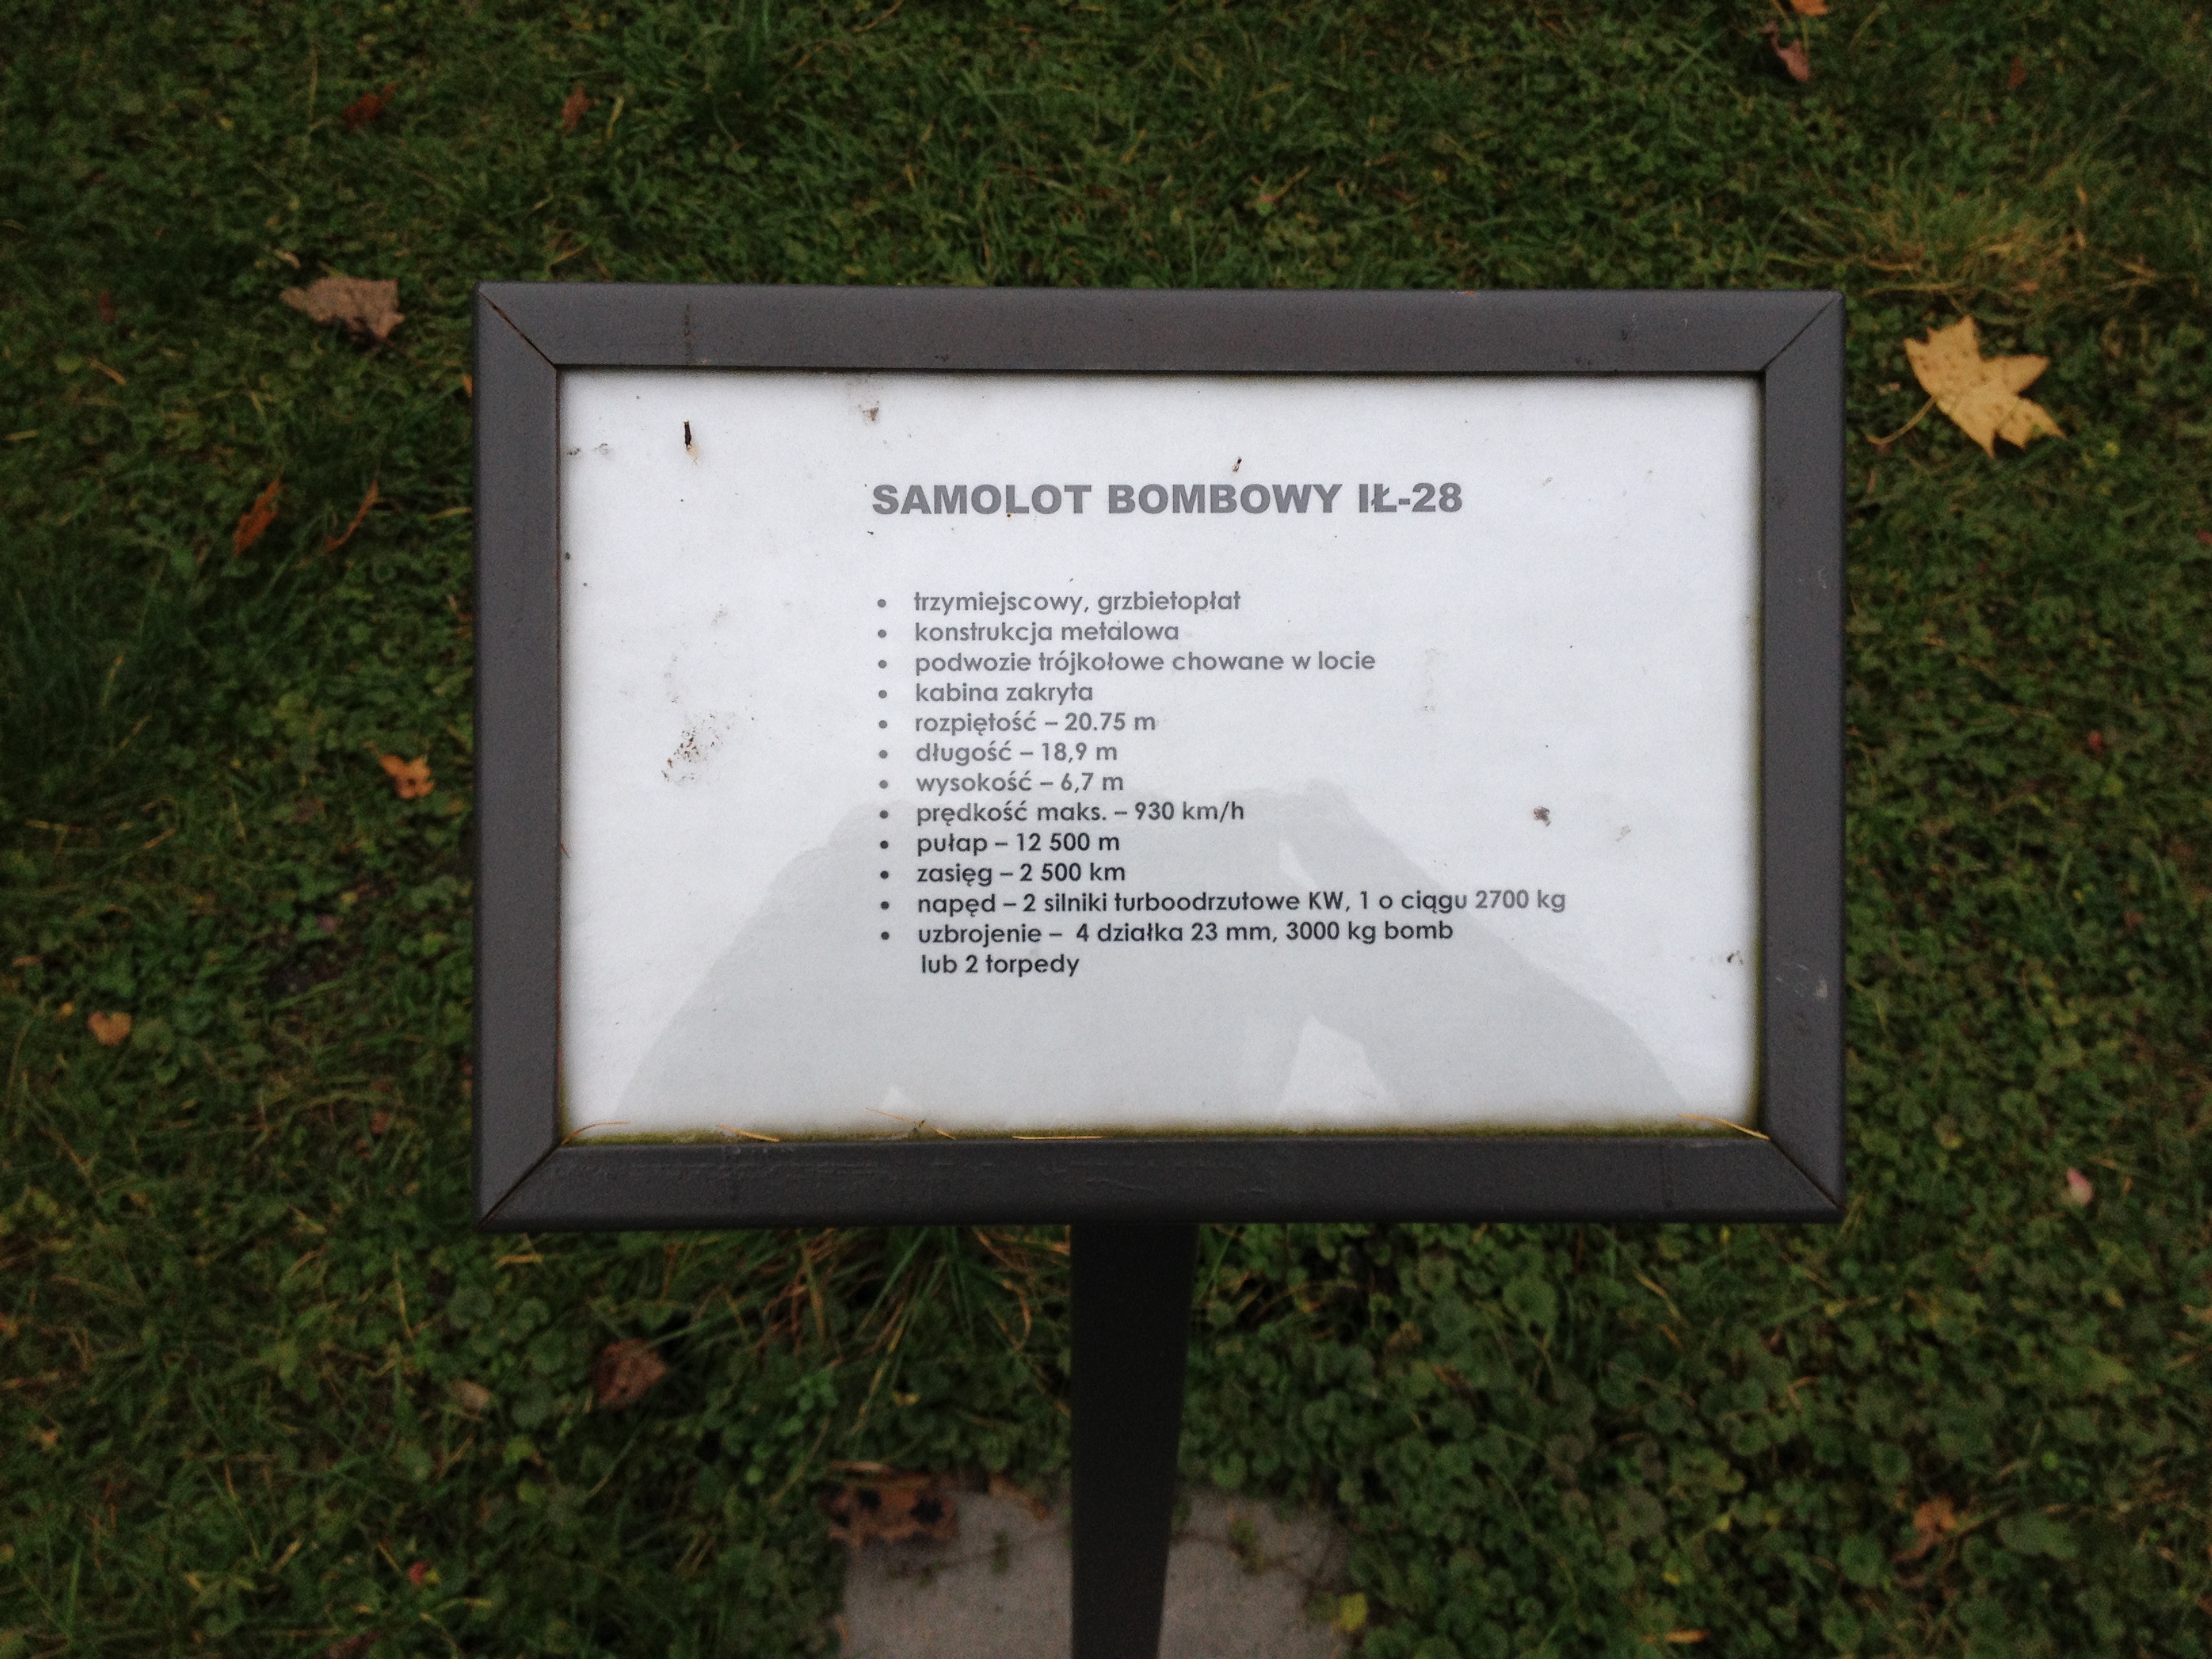 SAMOLOT BOMBOWY IŁ-28
• trzymiejscowy, grzbietopłat
• konstrukcja metalowa
• podwozie trójkołowe chowane w locie
• kabina zakryta
• rozpiętość – 20.75 m
• długość – 18,9 m
• wysokość – 6,7 m
• prędkość maks. – 930 km/h
• pułap – 12 500 m
• zasięg – 2 500 km
• napęd – 2 silniki turboodrzutowe KW, 1 o ciągu 2700 kg
• uzbrojenie – 4 działka 23 mm, 3000 kg bomb
lub 2 torpedy